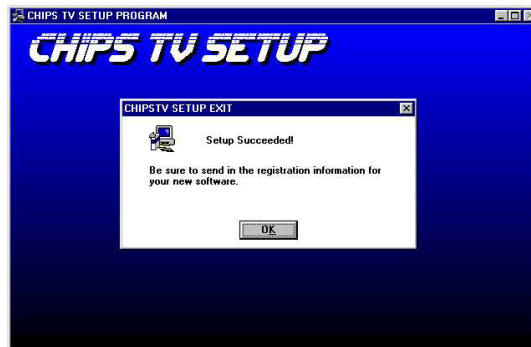 CHIPS TV SETUP PROGRAM
CHIPS TV SETUP
CHIPSTV SETUP EXIT
Setup Succeeded!
Be sure to send in the registration information for
your new software.
OK